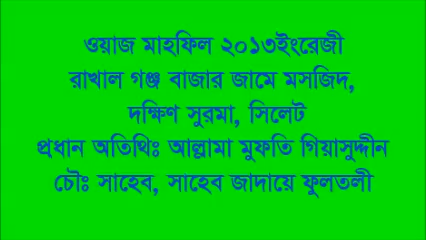 ওয়াজ মাহফিল ২০১৩ইংরেজী
রাখাল গঞ্জ বাজার জামে মসজিদ,
দক্ষিণ সুরমা, সিলেট
প্রধান অতিথিঃ আল্লামা মুফতি গিয়াসুদ্দীন
চৌঃ সাহেব, সাহেব জাদায়ে ফুলতলী